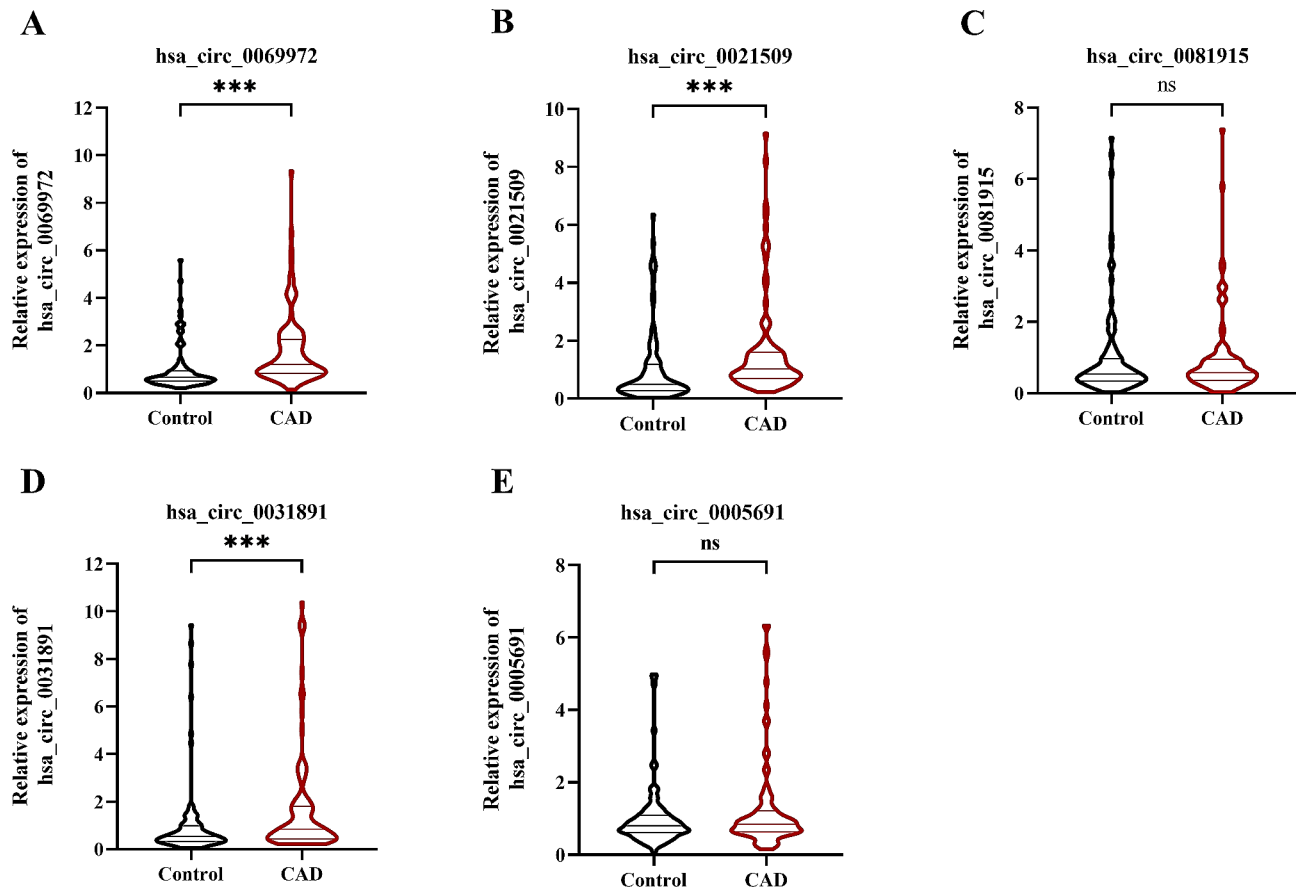 A
hsa_circ_0069972
***
12
10
8
6
4
2
0
Relative expression of
hsa_circ_0069972
Control
CAD
B
hsa_circ_0021509
***
10
8
6
4
2
0
Relative expression of
hsa_circ_0021509
Control
CAD
C
hsa_circ_0081915
ns
8
6
4
2
0
Relative expression of
hsa_circ_0081915
Control
CAD
D
hsa_circ_0031891
***
12
10
8
6
4
2
0
Relative expression of
hsa_circ_0031891
Control
CAD
E
hsa_circ_0005691
ns
8
6
4
2
0
Relative expression of
hsa_circ_0005691
Control
CAD